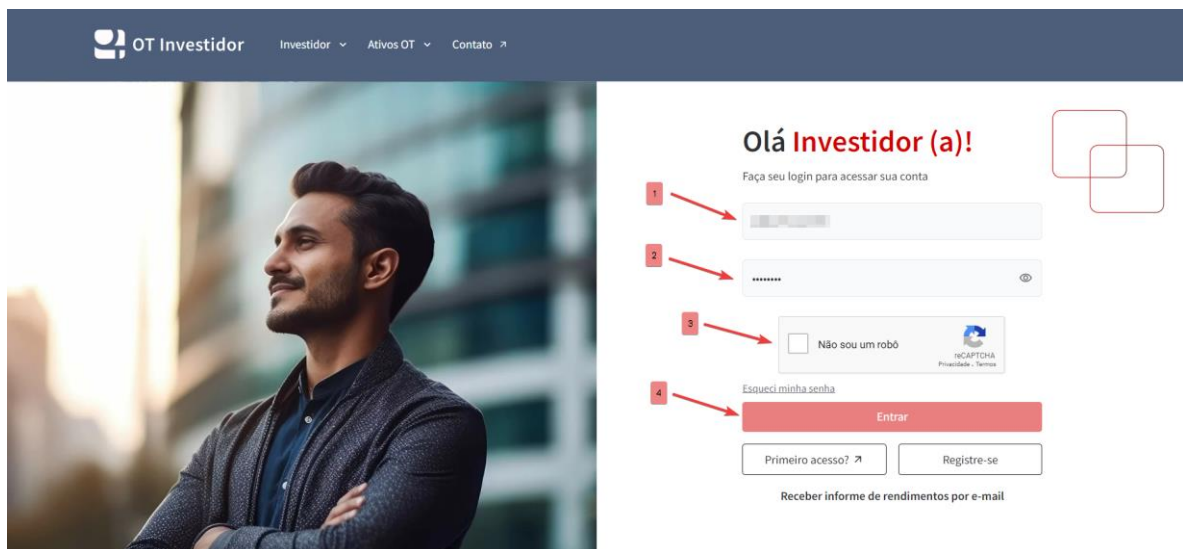 OT Investidor Investidor Ativos OT Contato
Olá Investidor (a)!
Faça seu login para acessar sua conta
1
2
••••••••
3
Não sou um robô
reCAPTCHA
Privacidade - Termos
Esqueci minha senha
4
Entrar
Primeiro acesso? Registre-se
Receber informe de rendimentos por e-mail